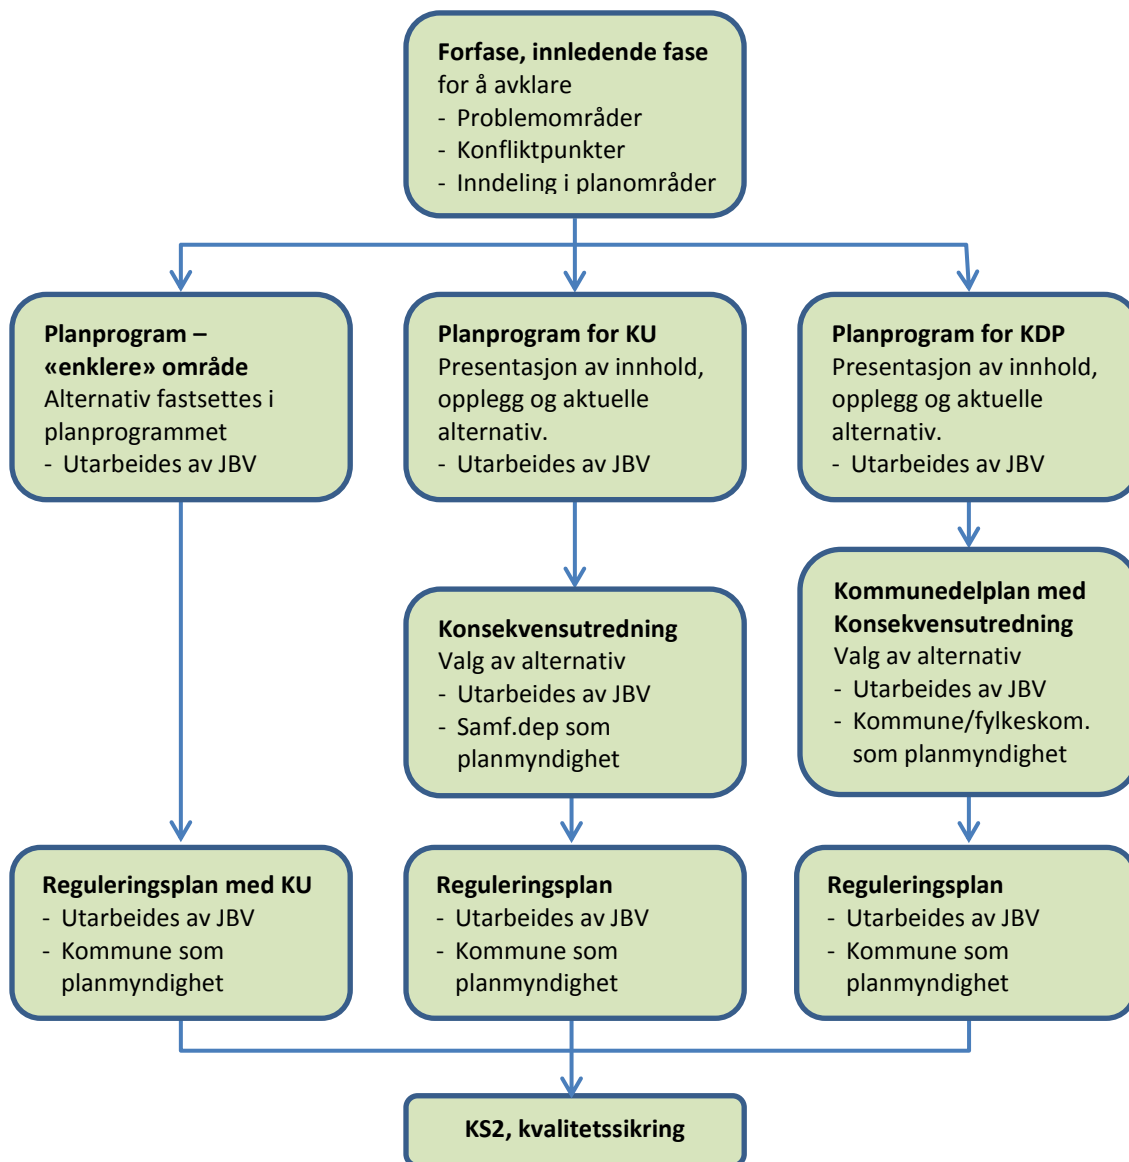 Forfase, innledende fase
for å avklare
- Problemområder
- Konfliktpunkter
- Inndeling i planområder
Planprogram –
«enklere» område
Alternativ fastsettes i
planprogrammet
- Utarbeides av JBV
Planprogram for KU
Presentasjon av innhold,
opplegg og aktuelle
alternativ.
- Utarbeides av JBV
Planprogram for KDP
Presentasjon av innhold,
opplegg og aktuelle
alternativ.
- Utarbeides av JBV
Konsekvensutredning
Valg av alternativ
- Utarbeides av JBV
- Samf.dep som
planmyndighet
Kommunedelplan med
Konsekvensutredning
Valg av alternativ
- Utarbeides av JBV
- Kommune/fylkeskom.
som planmyndighet
Reguleringsplan med KU
- Utarbeides av JBV
- Kommune som
planmyndighet
Reguleringsplan
- Utarbeides av JBV
- Kommune som
planmyndighet
Reguleringsplan
- Utarbeides av JBV
- Kommune som
planmyndighet
KS2, kvalitetssikring